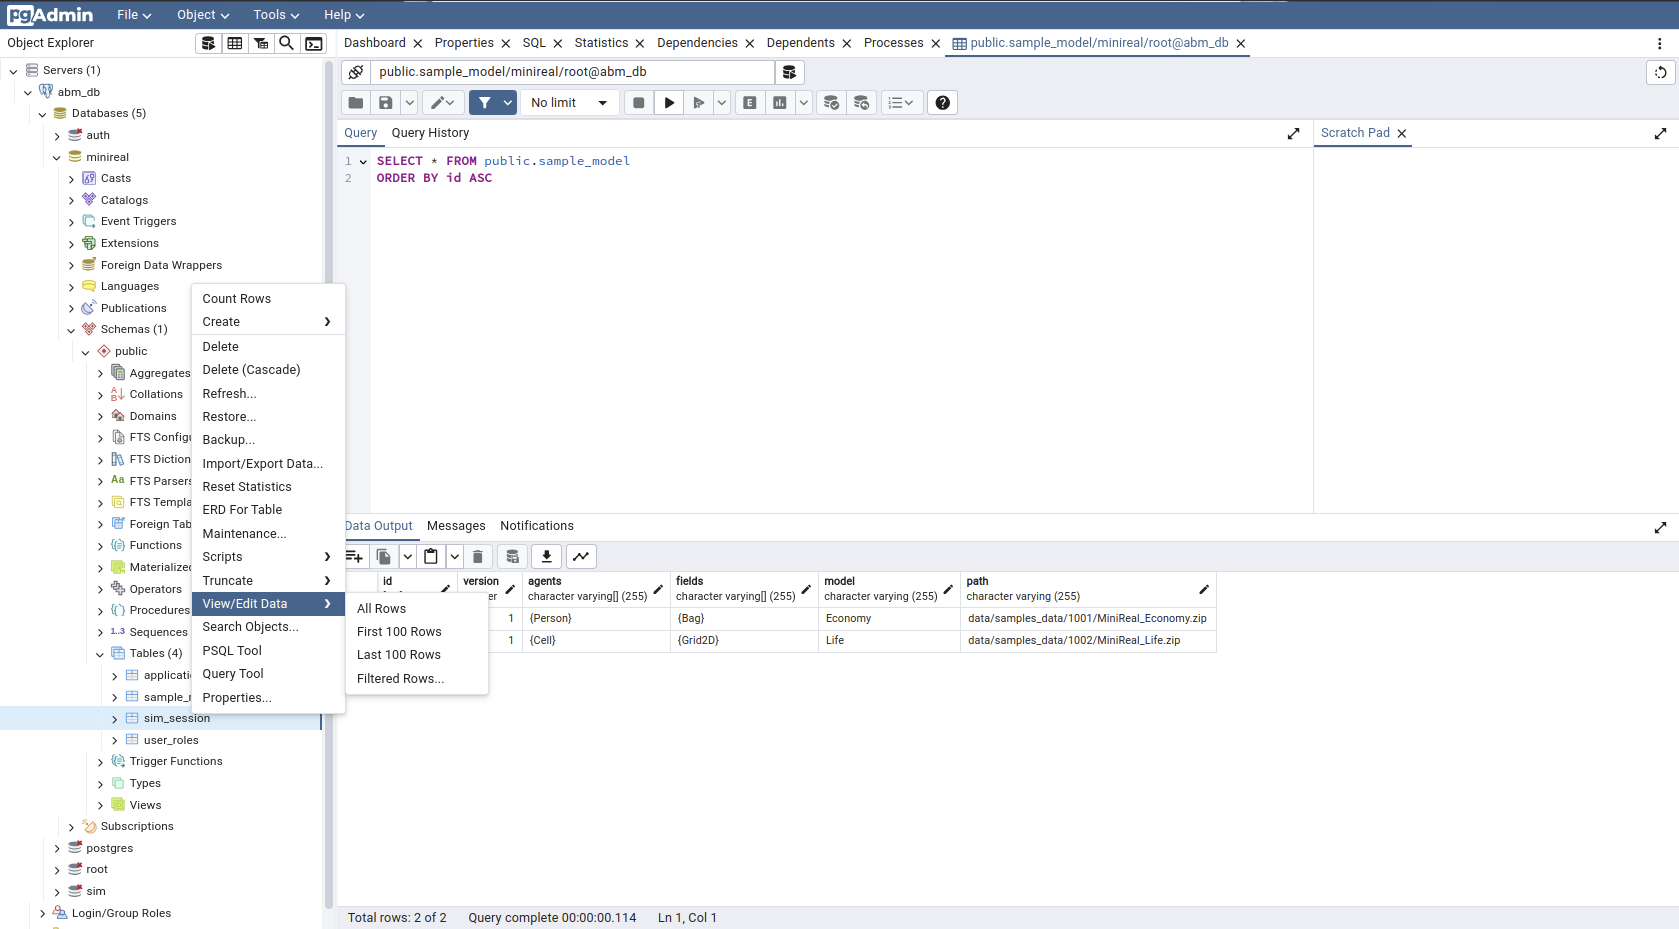 pgAdmin File Object Tools Help
Object Explorer
Dashboard Properties SQL Statistics Dependencies Dependents Processes public.sample_model/minireal/root@abm_db
public.sample_model/minireal/root@abm_db
No limit
E
Query Query History
Scratch Pad
1 SELECT * FROM public.sample_model
2 ORDER BY id ASC
Servers (1)
abm_db
Databases (5)
auth
minireal
Casts
Catalogs
Event Triggers
Extensions
Foreign Data Wrappers
Languages
Publications
Schemas (1)
public
Aggregates
Collations
Domains
FTS Configu
FTS Diction
Aa FTS Parsers
FTS Templa
Foreign Tab
Functions
Materialized
Operators
Procedures
1..3 Sequences
Tables (4)
applicati
sample_
sim_session
user_roles
Trigger Functions
Types
Views
Subscriptions
postgres
root
sim
Login/Group Roles
Count Rows
Create
Delete
Delete (Cascade)
Refresh...
Restore...
Backup...
Import/Export Data...
Reset Statistics
ERD For Table
Maintenance...
Scripts
Truncate
View/Edit Data
Search Objects...
PSQL Tool
Query Tool
Properties...
All Rows
First 100 Rows
Last 100 Rows
Filtered Rows...
Data Output Messages Notifications
id version agents fields model path
er character varying[] (255) character varying[] (255) character varying (255) character varying (255)
1 {Person} {Bag} Economy data/samples_data/1001/MiniReal_Economy.zip
1 {Cell} {Grid2D} Life data/samples_data/1002/MiniReal_Life.zip
Total rows: 2 of 2 Query complete 00:00:00.114 Ln 1, Col 1